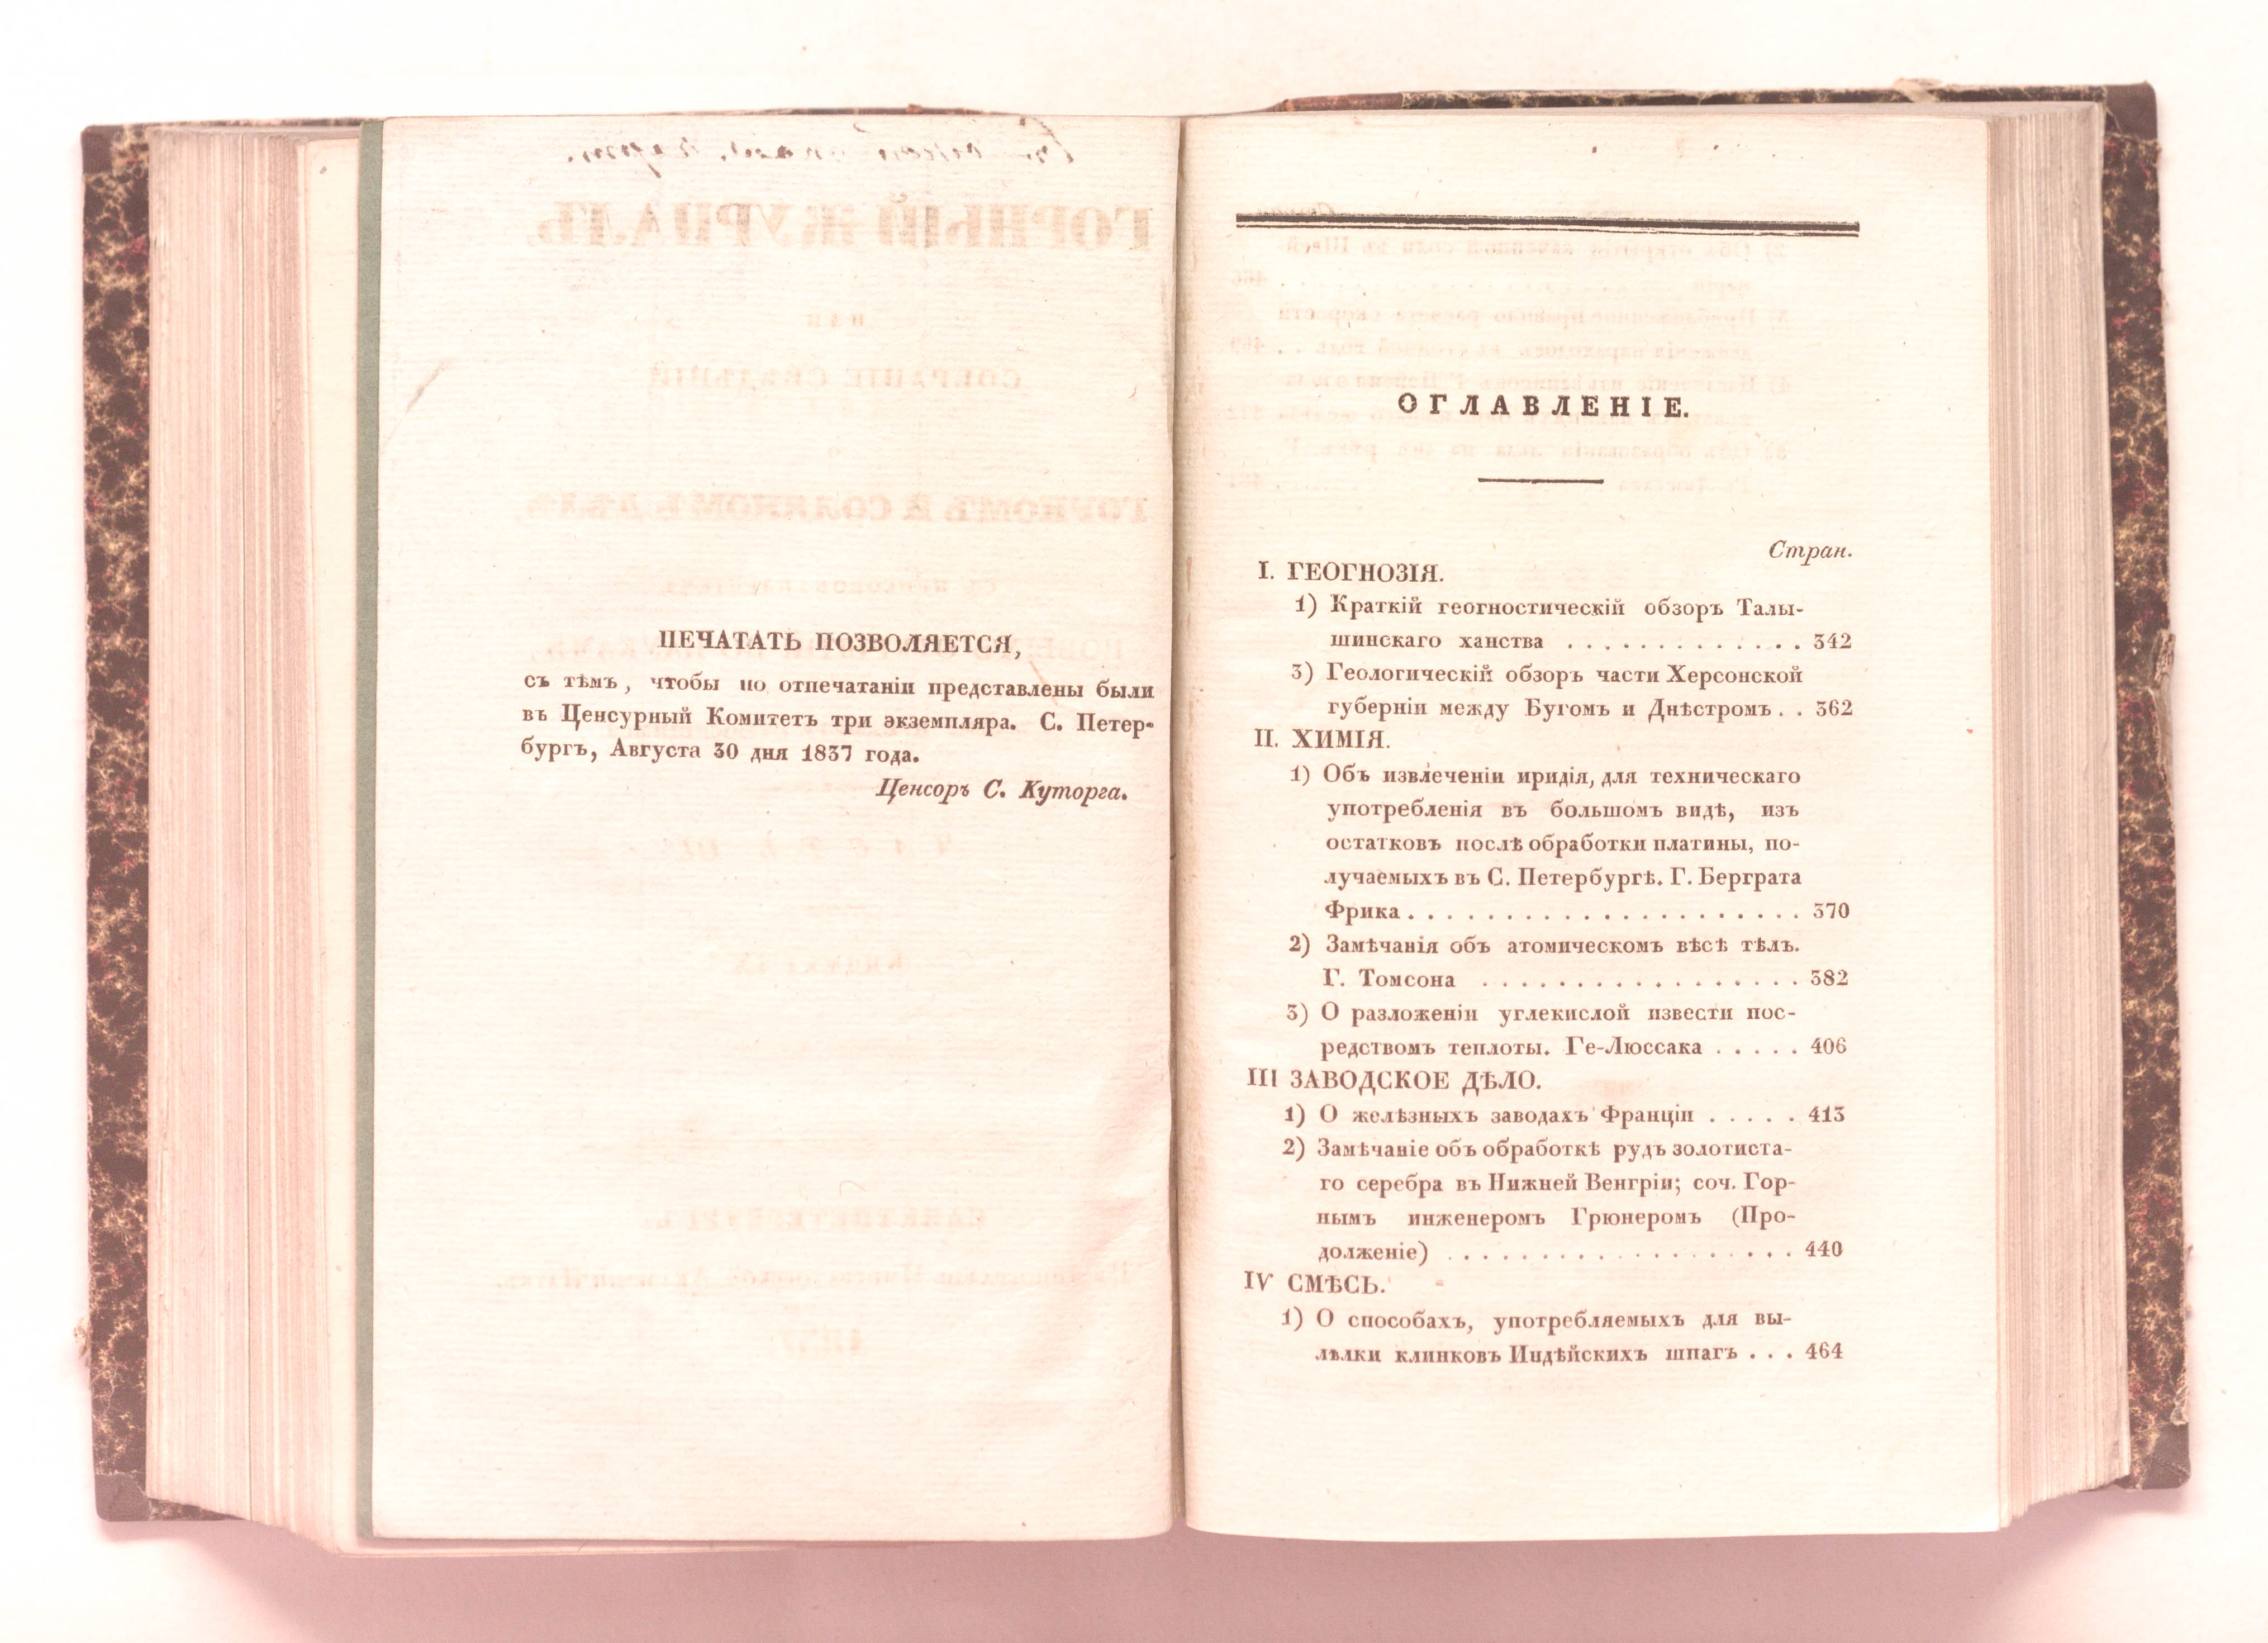 ПЕЧАТАТЬ ПОЗВОЛЯЕТСЯ,
съ тѣмъ, чтобы по отпечатаніи представлены были
въ Ценсурный Комитетъ три экземпляра. С. Петер-
бургъ, Августа 30 дня 1837 года.
Ценсоръ С. Куторга.
ОГЛАВЛЕНІЕ.
Стран.
I. ГЕОГНОЗІЯ.
1) Краткій геогностическій обзоръ Талы-
шинскаго ханства . . . . . . . . . . . . . 342
3) Геологическій обзоръ части Херсонской
губерніи между Бугомъ и Днѣстромъ . . 362
II. ХИМІЯ.
1) Объ извлеченіи иридія, для техническаго
употребленія въ большомъ видѣ, изъ
остатковъ послѣ обработки платины, по-
лучаемыхъ въ С. Петербургѣ. Г. Берграта
Фрика . . . . . . . . . . . . . . . . . . . . . 370
2) Замѣчанія объ атомическомъ вѣсѣ тѣлъ.
Г. Томсона . . . . . . . . . . . . . . . . . 382
3) О разложеніи углекислой извести пос-
редствомъ теплоты. Ге-Люссака . . . . . 406
III ЗАВОДСКОЕ ДѢЛО.
1) О желѣзныхъ заводахъ Франціи . . . . . 413
2) Замѣчаніе объ обработкѣ рудъ золотиста-
го серебра въ Нижней Венгріи; соч. Гор-
нымъ инженеромъ Грюнеромъ (Про-
долженіе) . . . . . . . . . . . . . . . . . . . 440
IV СМѢСЬ.
1) О способахъ, употребляемыхъ для вы-
лѣлки клинковъ Индѣйскихъ шпагъ . . . 464